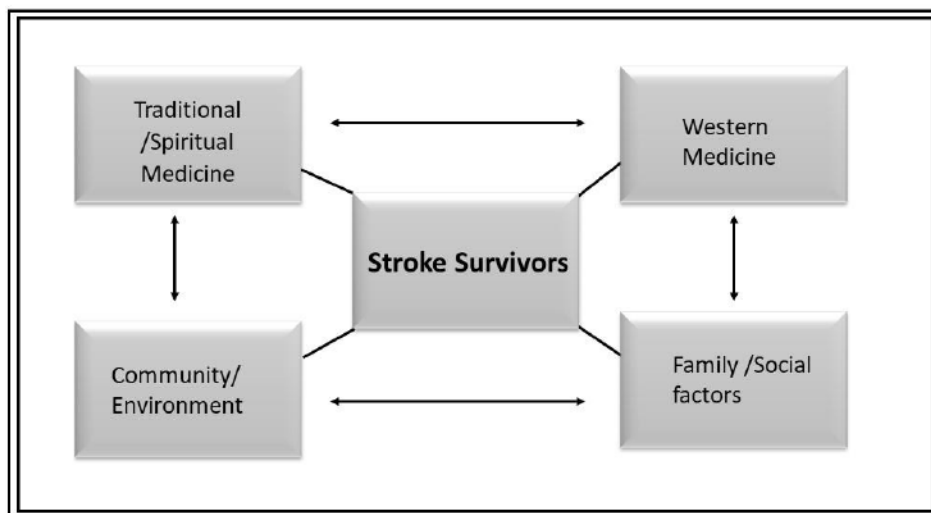 Traditional
/Spiritual
Medicine
Western
Medicine
Stroke Survivors
Community/
Environment
Family /Social
factors